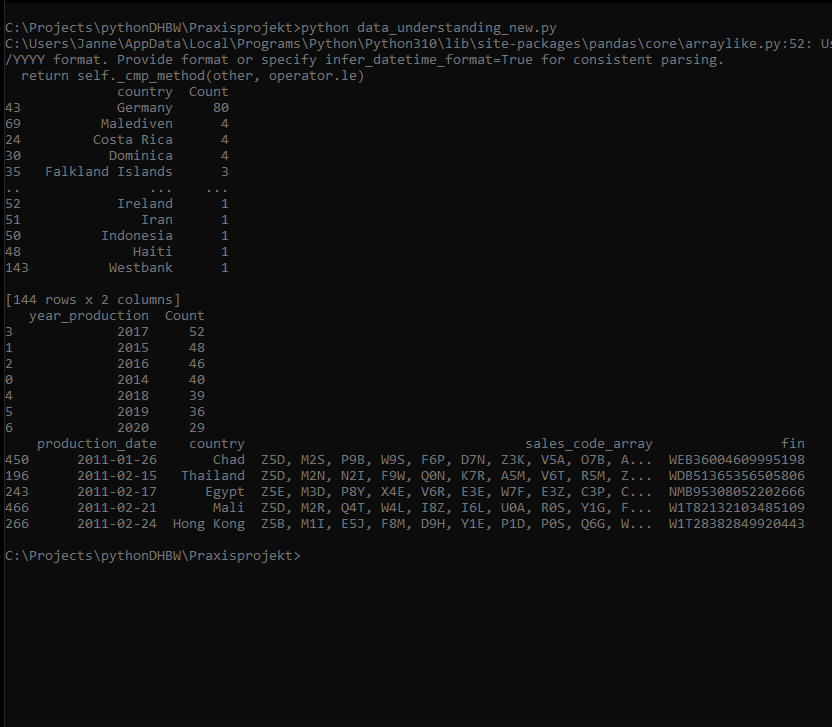 C:\Projects\pythonDHBW\Praxisprojekt>python data_understanding_new.py
C:\Users\Janne\AppData\Local\Programs\Python\Python310\lib\site-packages\pandas\core\arraylike.py:52: Us
/YYYY format. Provide format or specify infer_datetime_format=True for consistent parsing.
  return self._cmp_method(other, operator.le)
              country  Count
43            Germany     80
69          Malediven      4
24         Costa Rica      4
30           Dominica      4
35   Falkland Islands      3
..                ...    ...
52            Ireland      1
51               Iran      1
50          Indonesia      1
48              Haiti      1
143          Westbank      1
[144 rows x 2 columns]
   year_production  Count
3             2017     52
1             2015     48
2             2016     46
0             2014     40
4             2018     39
5             2019     36
6             2020     29
    production_date    country                                   sales_code_array                fin
450      2011-01-26       Chad  Z5D, M2S, P9B, W9S, F6P, D7N, Z3K, V5A, O7B, A...  WEB36004609995198
196      2011-02-15   Thailand  Z5D, M2N, N2I, F9W, Q0N, K7R, A5M, V6T, R5M, Z...  WDB51365356505806
243      2011-02-17      Egypt  Z5E, M3D, P8Y, X4E, V6R, E3E, W7F, E3Z, C3P, C...  NMB95308052202666
466      2011-02-21       Mali  Z5D, M2R, Q4T, W4L, I8Z, I6L, U0A, R0S, Y1G, F...  W1T82132103485109
266      2011-02-24  Hong Kong  Z5B, M1I, E5J, F8M, D9H, Y1E, P1D, P0S, Q6G, W...  W1T28382849920443
C:\Projects\pythonDHBW\Praxisprojekt>